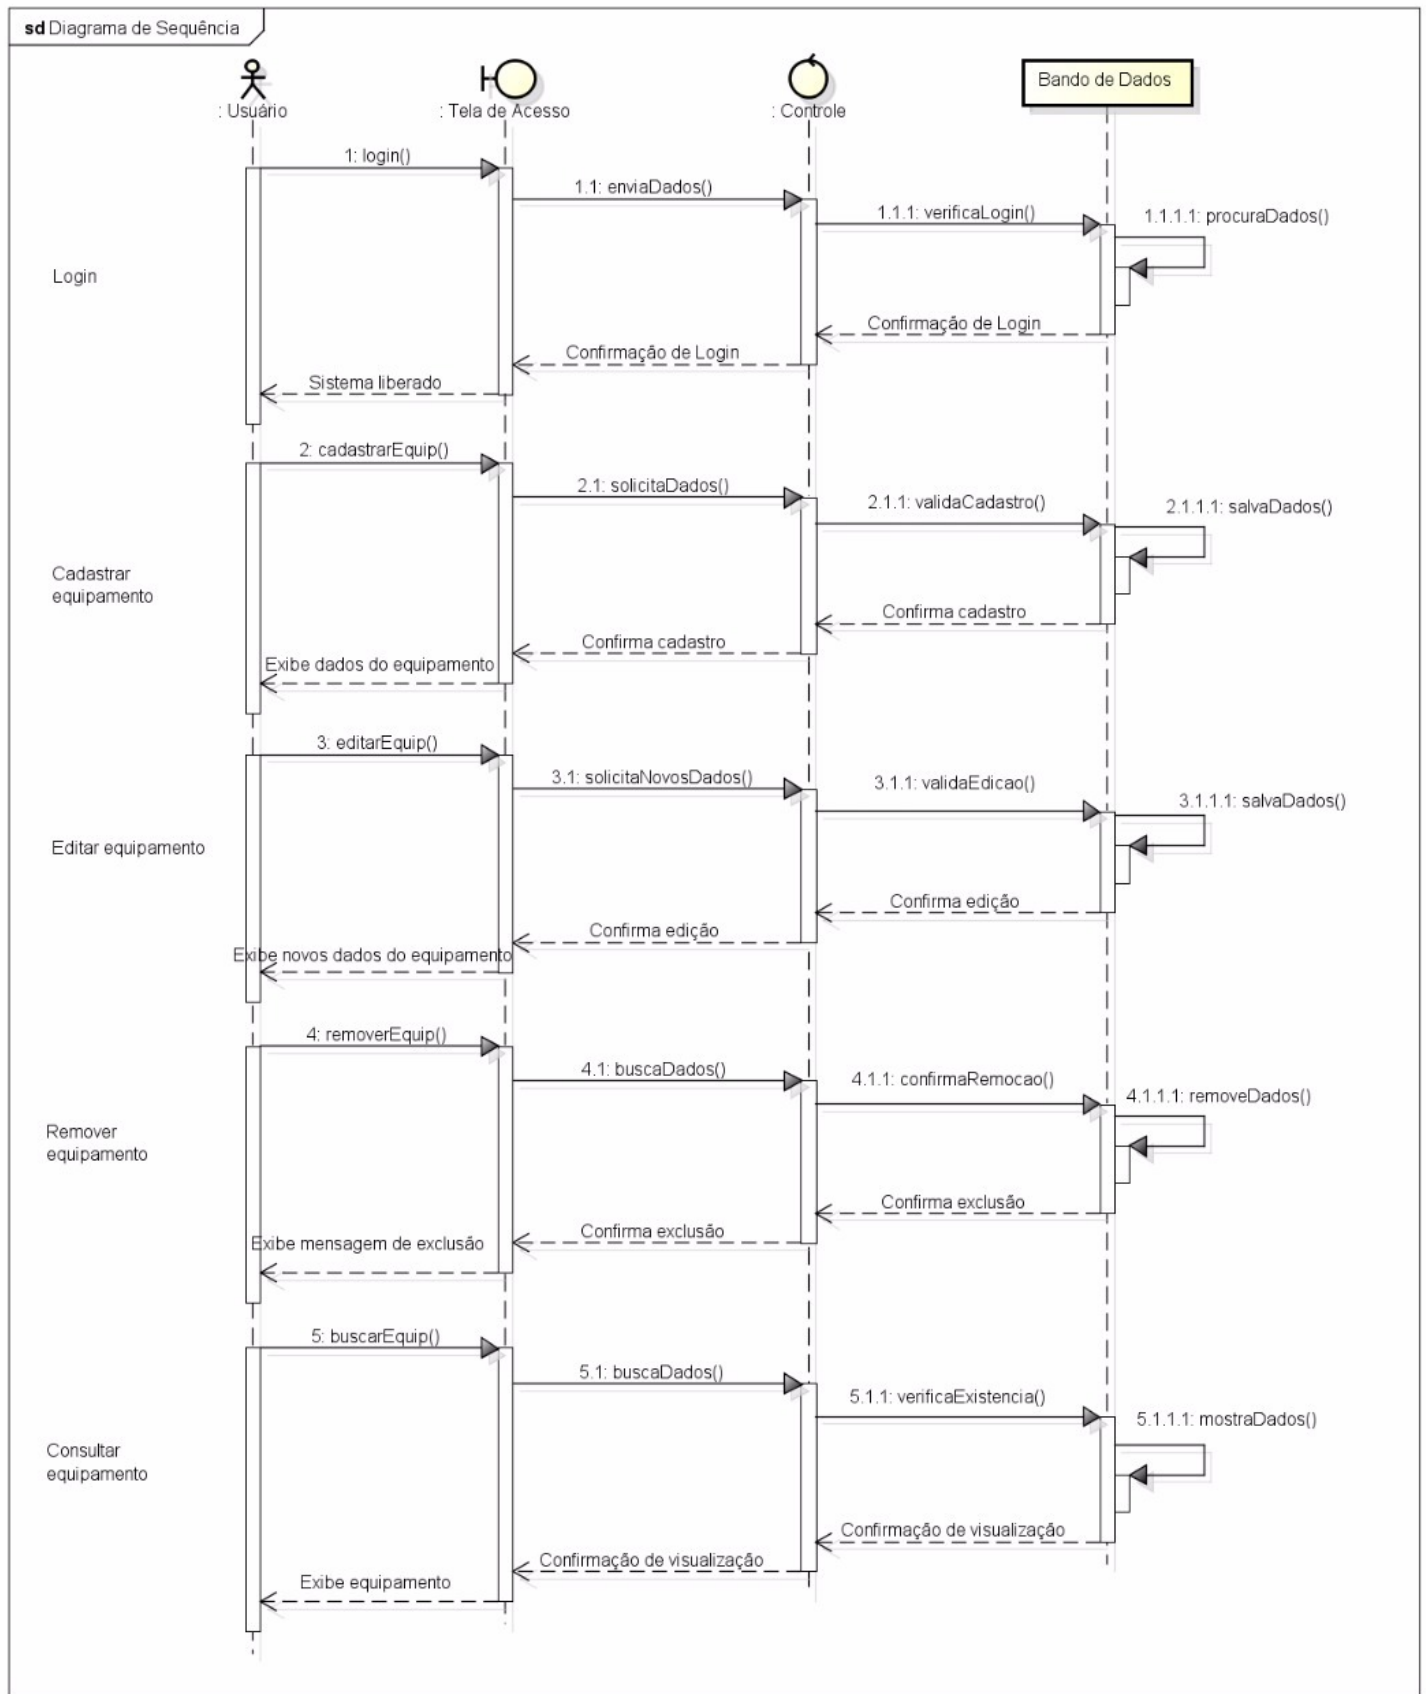 sd Diagrama de Sequência
: Usuário
: Tela de Acesso
: Controle
Bando de Dados
1: login()
1.1: enviaDados()
1.1.1: verificaLogin()
1.1.1.1: procuraDados()
Login
Confirmação de Login
Confirmação de Login
Sistema liberado
2: cadastrarEquip()
2.1: solicitaDados()
2.1.1: validaCadastro()
2.1.1.1: salvaDados()
Cadastrar
equipamento
Confirma cadastro
Confirma cadastro
Exibe dados do equipamento
3: editarEquip()
3.1: solicitaNovosDados()
3.1.1: validaEdicao()
3.1.1.1: salvaDados()
Editar equipamento
Confirma edição
Confirma edição
Exibe novos dados do equipamento
4: removerEquip()
4.1: buscaDados()
4.1.1: confirmaRemocao()
4.1.1.1: removeDados()
Remover
equipamento
Confirma exclusão
Confirma exclusão
Exibe mensagem de exclusão
5: buscarEquip()
5.1: buscaDados()
5.1.1: verificaExistencia()
5.1.1.1: mostraDados()
Consultar
equipamento
Confirmação de visualização
Confirmação de visualização
Exibe equipamento